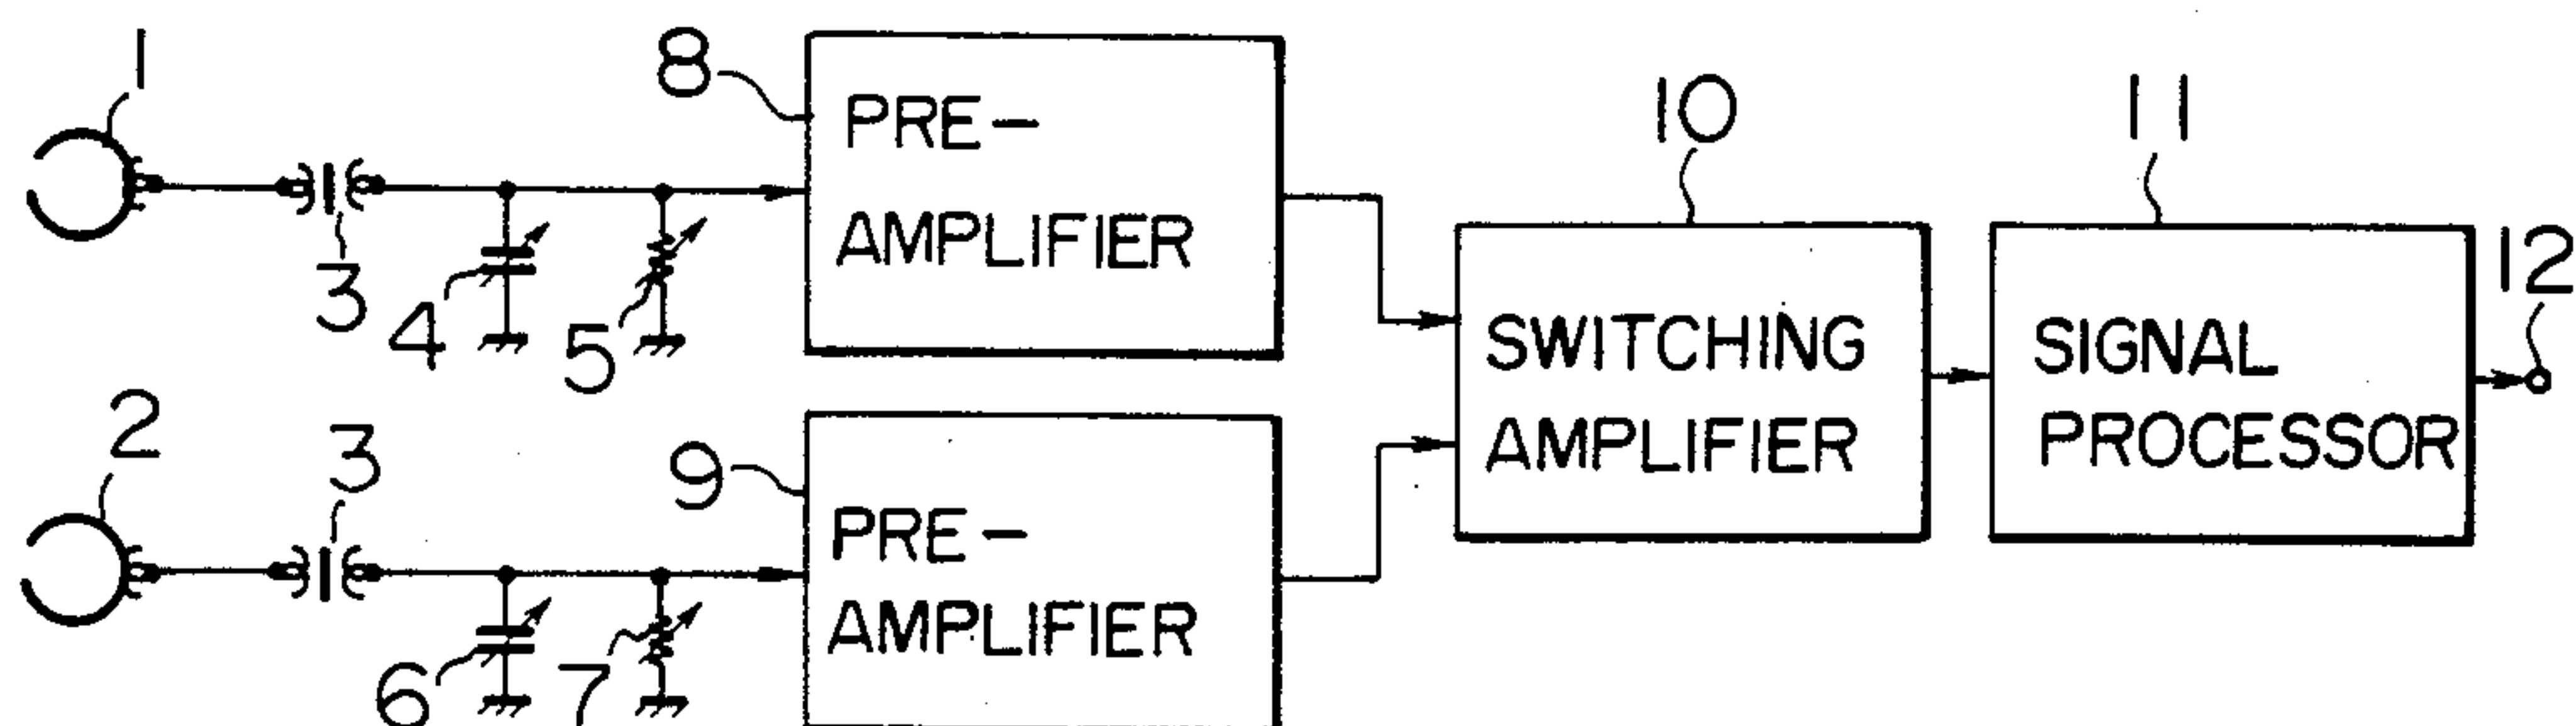 1
8
PRE-
AMPLIFIER
10
11
12
3
4
5
SWITCHING
AMPLIFIER
SIGNAL
PROCESSOR
2
3
9
PRE-
AMPLIFIER
6
7